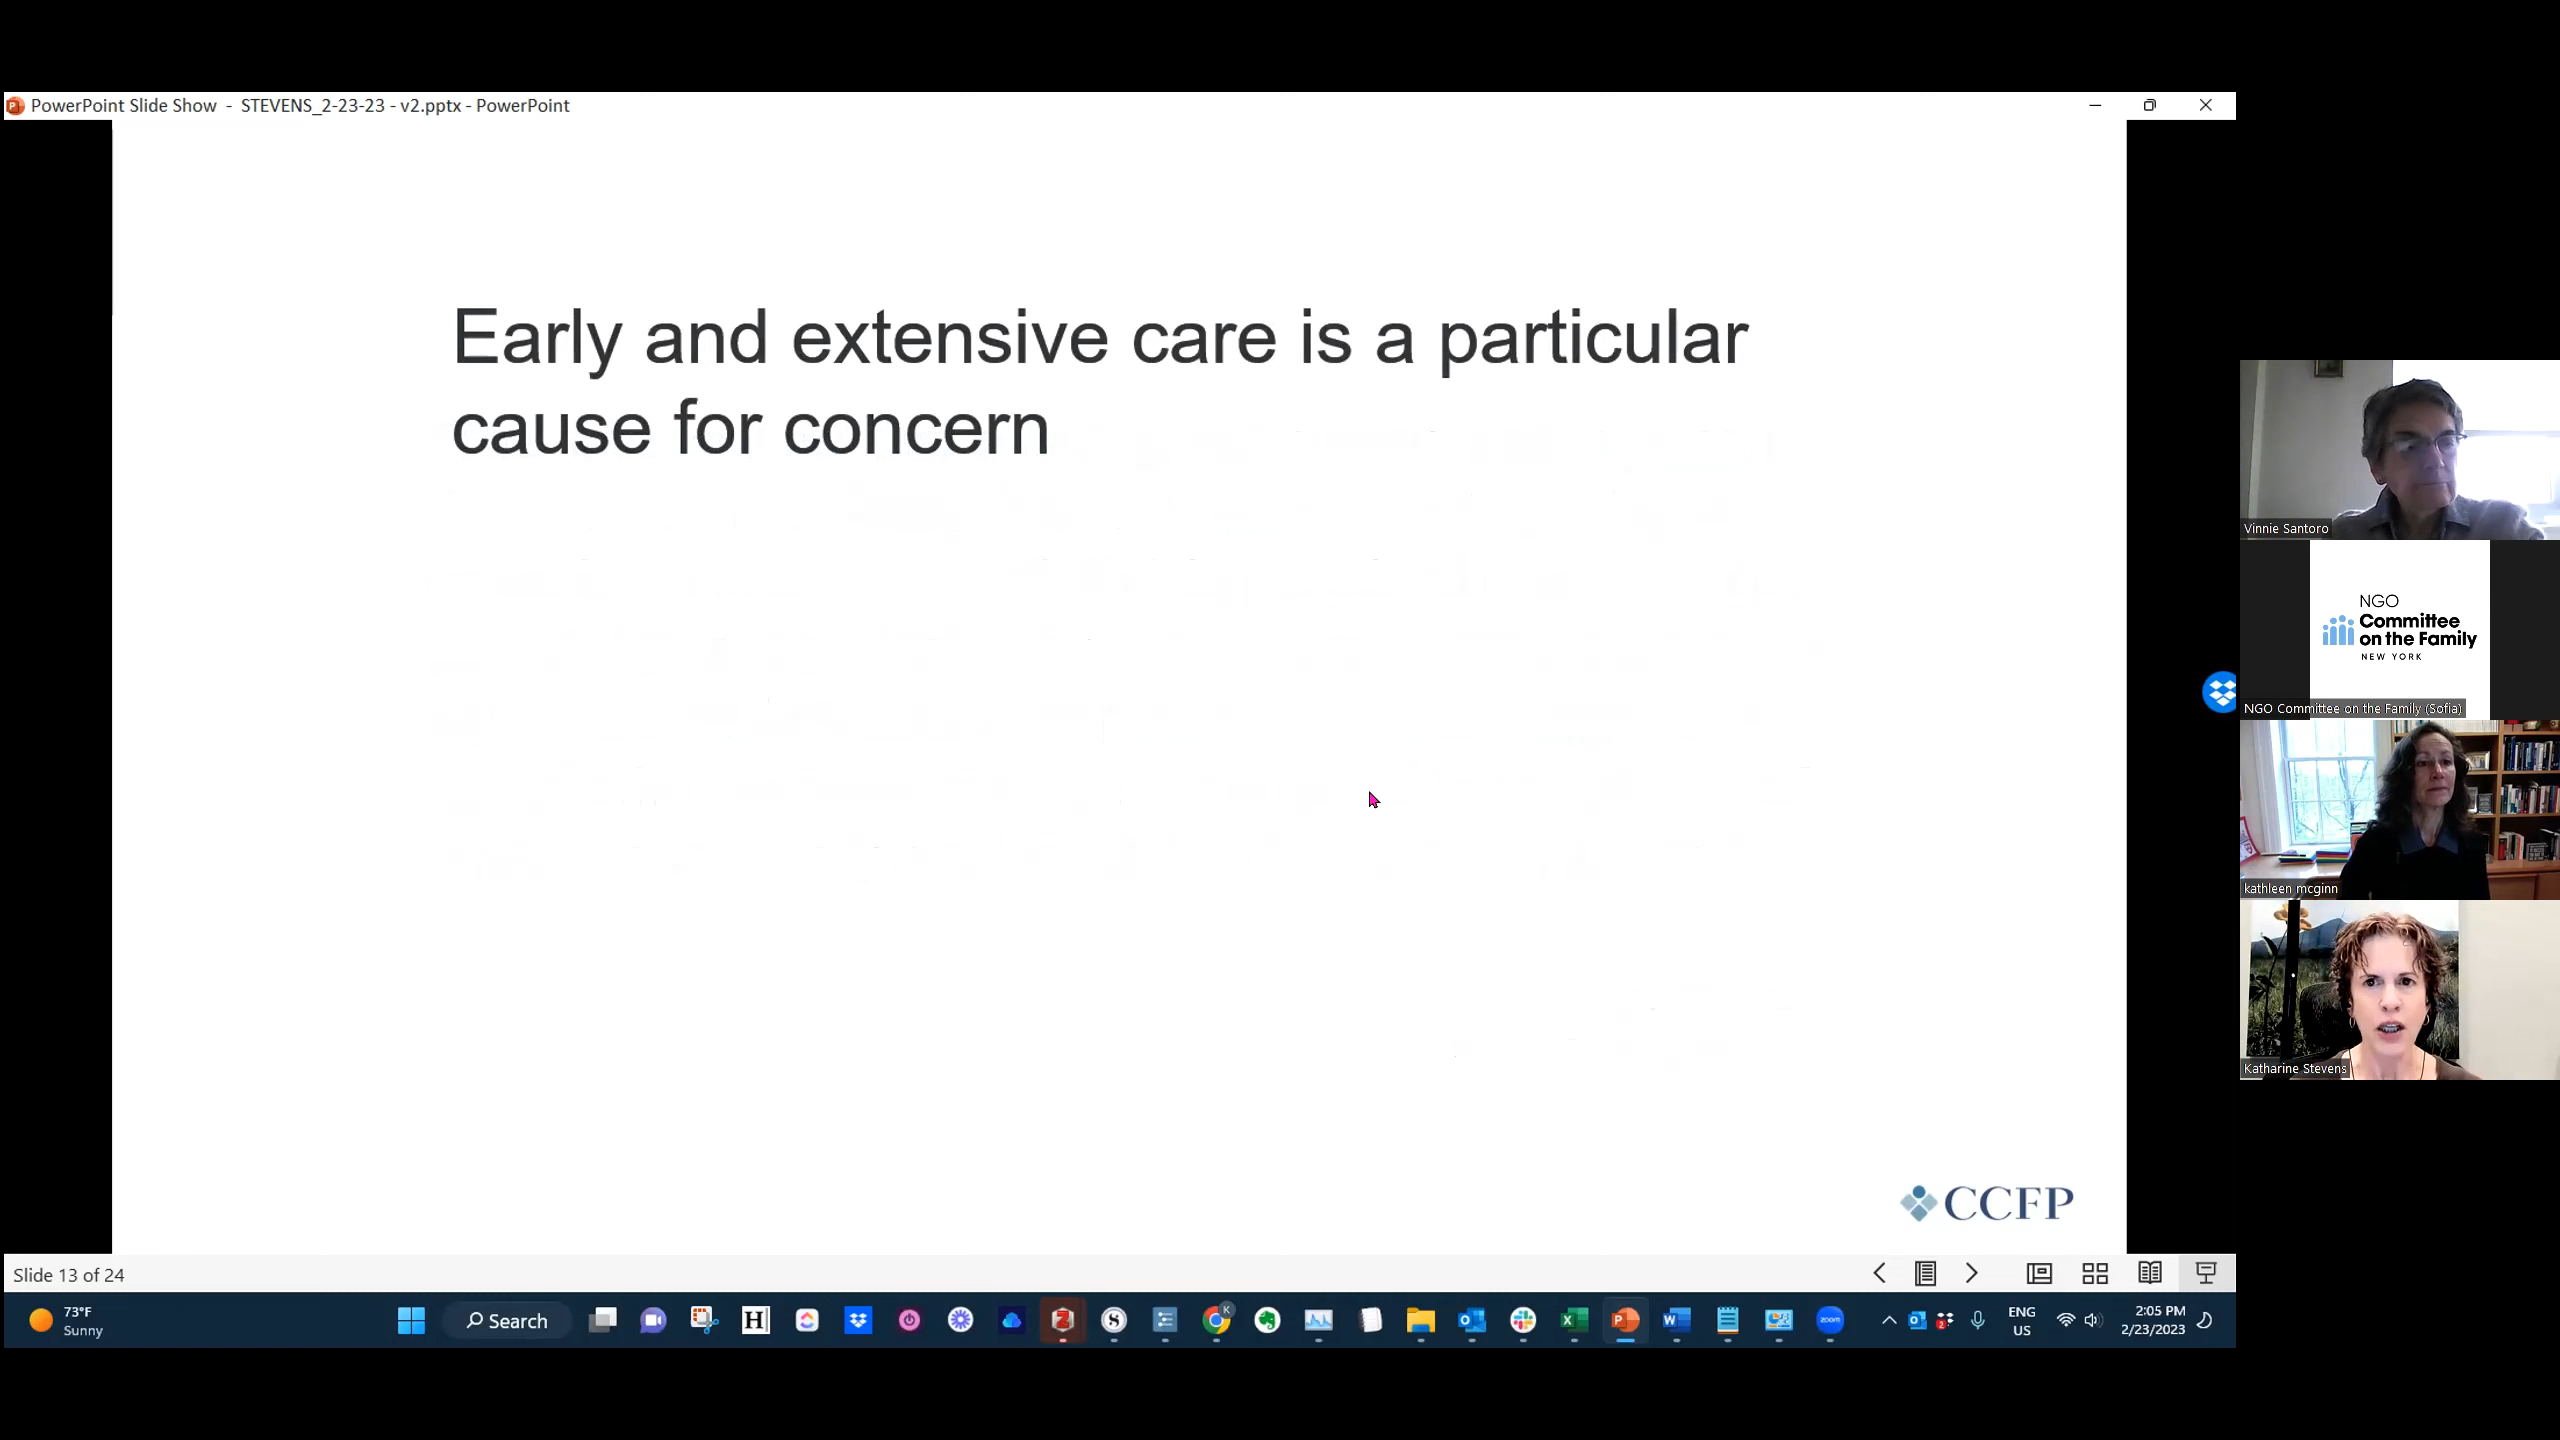 PowerPoint Slide Show - STEVENS_2-23-23 - v2.pptx - PowerPoint
Early and extensive care is a particular
cause for concern
Vinnie Santoro
NGO
Committee
on the Family
NEW YORK
NGO Committee on the Family (Sofia)
kathleen mcginn
Katharine Stevens
CCFP
Slide 13 of 24
73°F
Sunny
Search
ENG
US
2:05 PM
2/23/2023